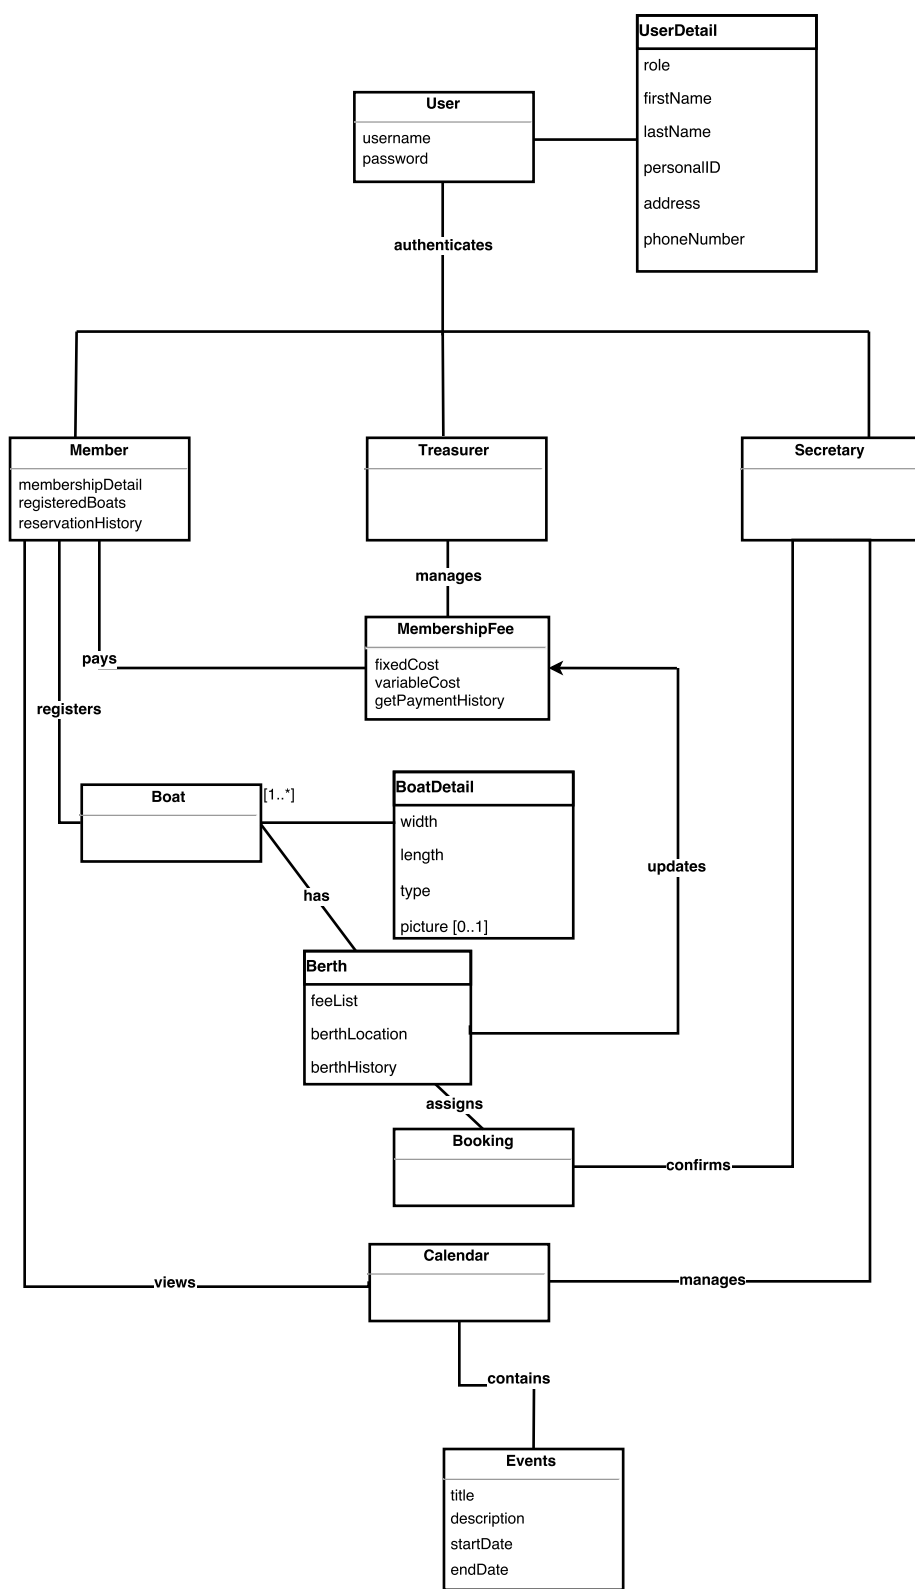 UserDetail
role
firstName
lastName
personalID
address
phoneNumber
User
username
password
authenticates
Member
membershipDetail
registeredBoats
reservationHistory
Treasurer
Secretary
manages
MembershipFee
fixedCost
variableCost
getPaymentHistory
pays
registers
Boat
[1..*]
BoatDetail
width
length
type
picture [0..1]
updates
has
Berth
feeList
berthLocation
berthHistory
assigns
Booking
confirms
Calendar
views
manages
contains
Events
title
description
startDate
endDate